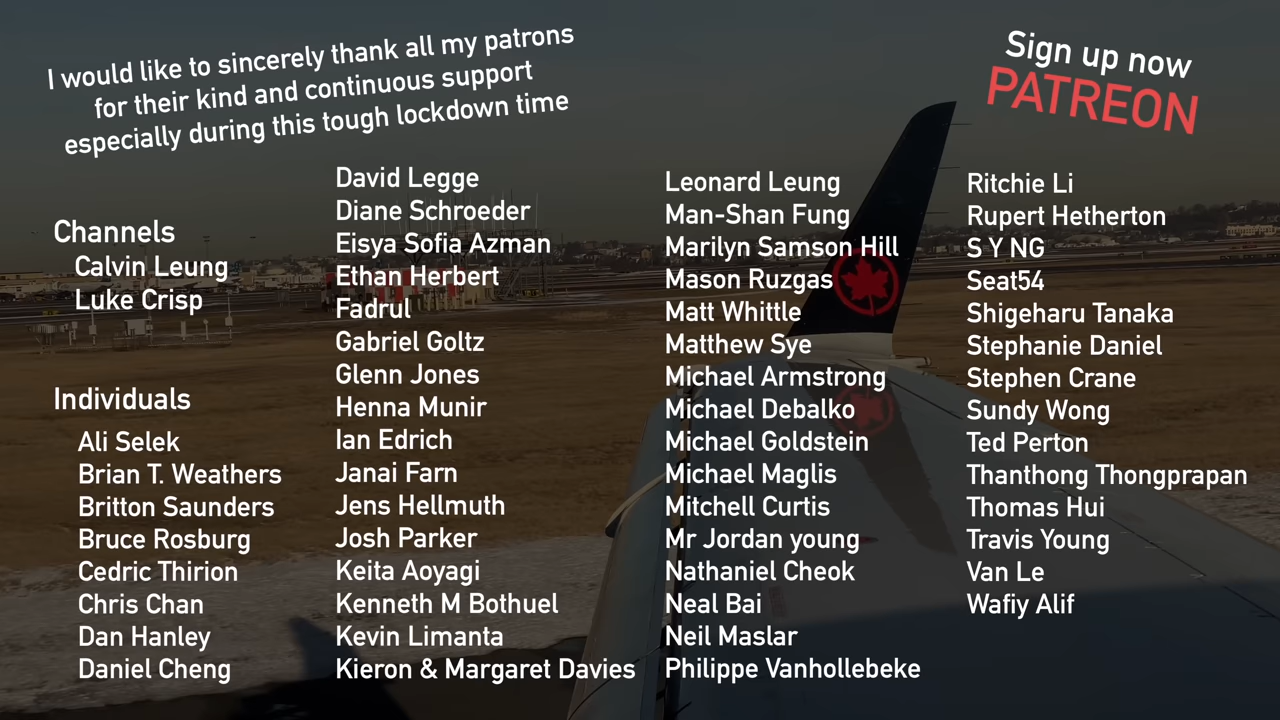 I would like to sincerely thank all my patrons
for their kind and continuous support
especially during this tough lockdown time
Sign up now
PATREON
Channels
Calvin Leung
Luke Crisp
Individuals
Ali Selek
Brian T. Weathers
Britton Saunders
Bruce Rosburg
Cedric Thirion
Chris Chan
Dan Hanley
Daniel Cheng
David Legge
Diane Schroeder
Eisya Sofia Azman
Ethan Herbert
Fadrul
Gabriel Goltz
Glenn Jones
Henna Munir
Ian Edrich
Janai Farn
Jens Hellmuth
Josh Parker
Keita Aoyagi
Kenneth M Bothuel
Kevin Limanta
Kieron & Margaret Davies
Leonard Leung
Man-Shan Fung
Marilyn Samson Hill
Mason Ruzgas
Matt Whittle
Matthew Sye
Michael Armstrong
Michael Debalko
Michael Goldstein
Michael Maglis
Mitchell Curtis
Mr Jordan young
Nathaniel Cheok
Neal Bai
Neil Maslar
Philippe Vanhollebeke
Ritchie Li
Rupert Hetherton
S Y NG
Seat54
Shigeharu Tanaka
Stephanie Daniel
Stephen Crane
Sundy Wong
Ted Perton
Thanthong Thongprapan
Thomas Hui
Travis Young
Van Le
Wafiy Alif